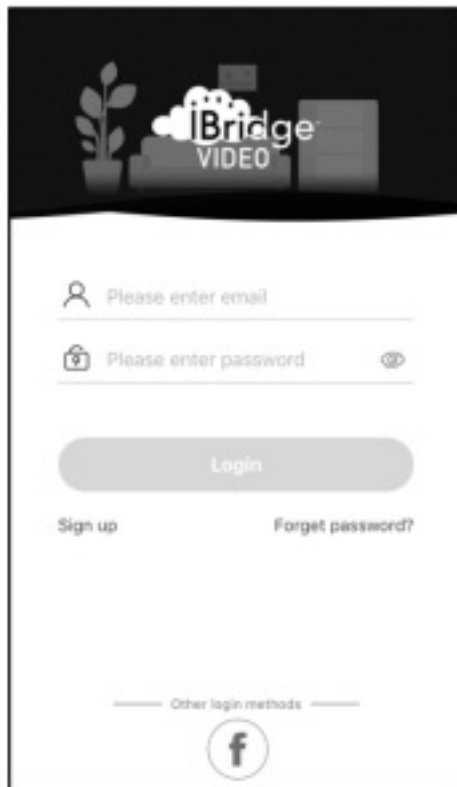 IBridge
VIDEO
Please enter email
Please enter password
Login
Sign up
Forget password?
Other login methods
f